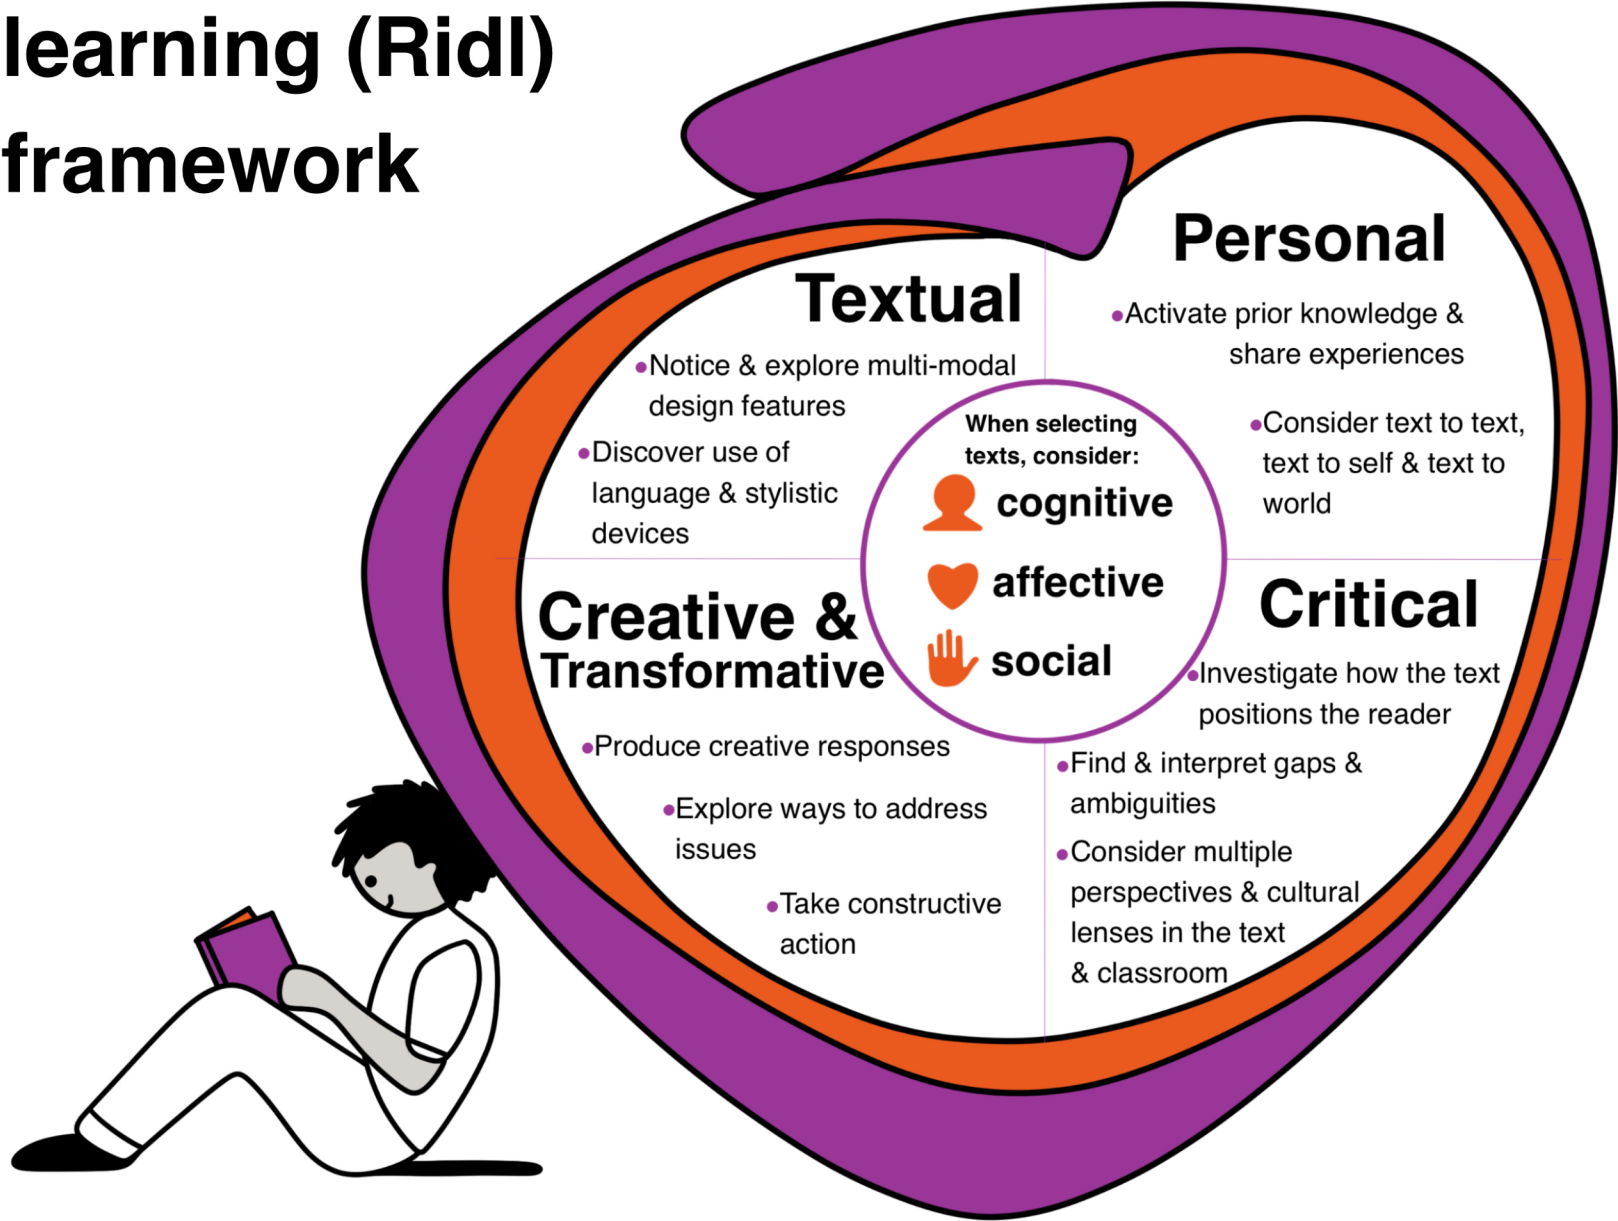 learning (Ridl)
framework
Textual
•Notice & explore multi-modal
design features
•Discover use of
language & stylistic
devices
Personal
•Activate prior knowledge &
share experiences
•Consider text to text,
text to self & text to
world
When selecting
texts, consider:
cognitive
affective
social
Creative &
Transformative
•Produce creative responses
•Explore ways to address
issues
•Take constructive
action
Critical
•Investigate how the text
positions the reader
•Find & interpret gaps &
ambiguities
•Consider multiple
perspectives & cultural
lenses in the text
& classroom